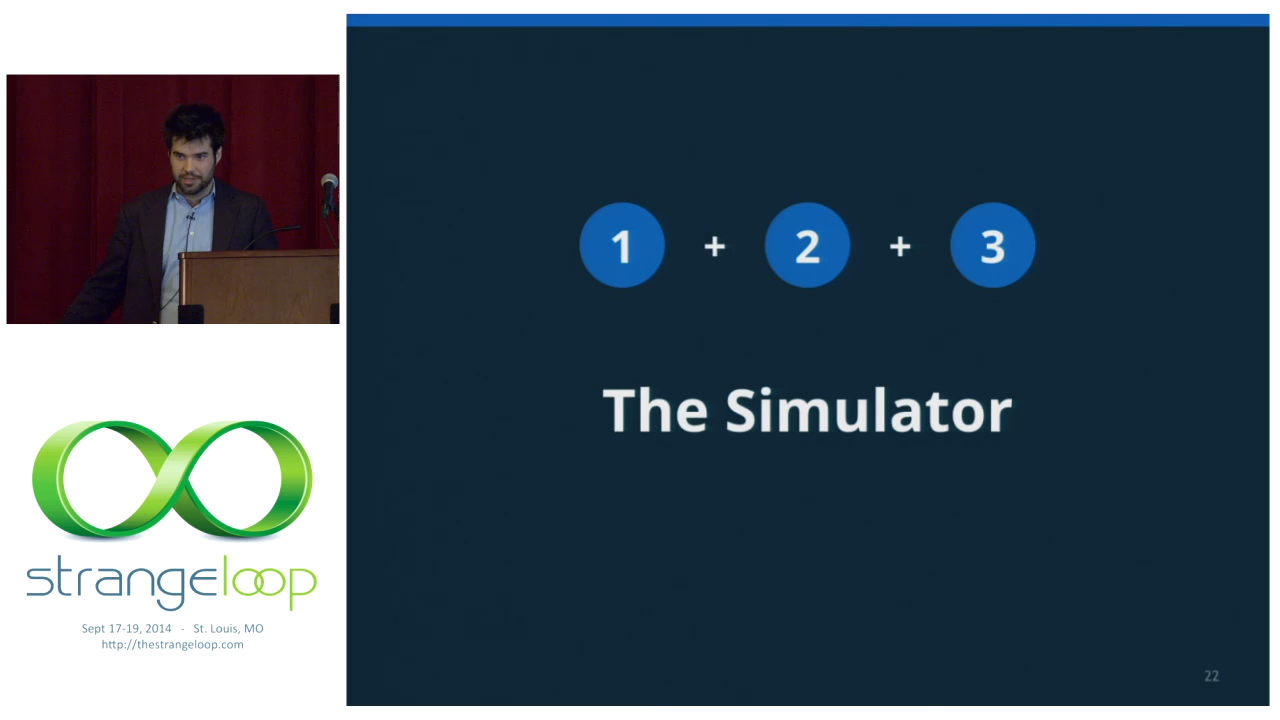 1 + 2 + 3
The Simulator
22
strangeloop
Sept 17-19, 2014 - St. Louis, MO
http://thestrangeloop.com